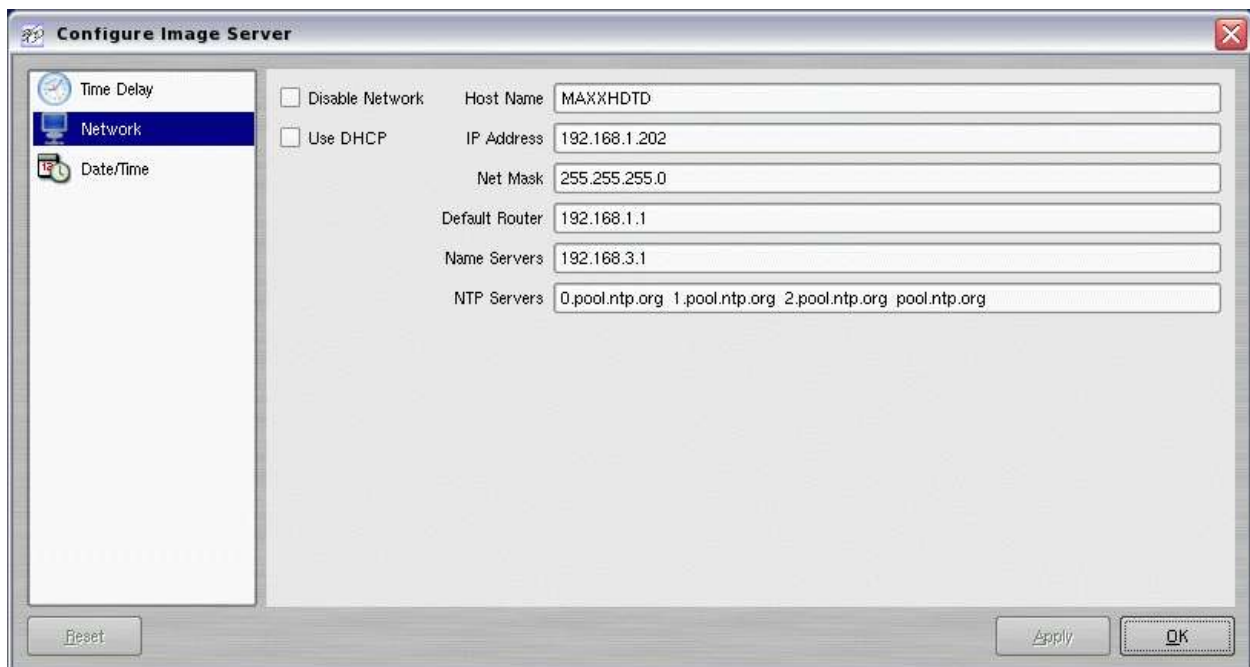 Configure Image Server
Time Delay
Network
Date/Time
Disable Network
Host Name MAXXHDTD
Use DHCP
IP Address 192.168.1.202
Net Mask 255.255.255.0
Default Router 192.168.1.1
Name Servers 192.168.3.1
NTP Servers 0.pool.ntp.org 1.pool.ntp.org 2.pool.ntp.org pool.ntp.org
Reset
Apply
OK